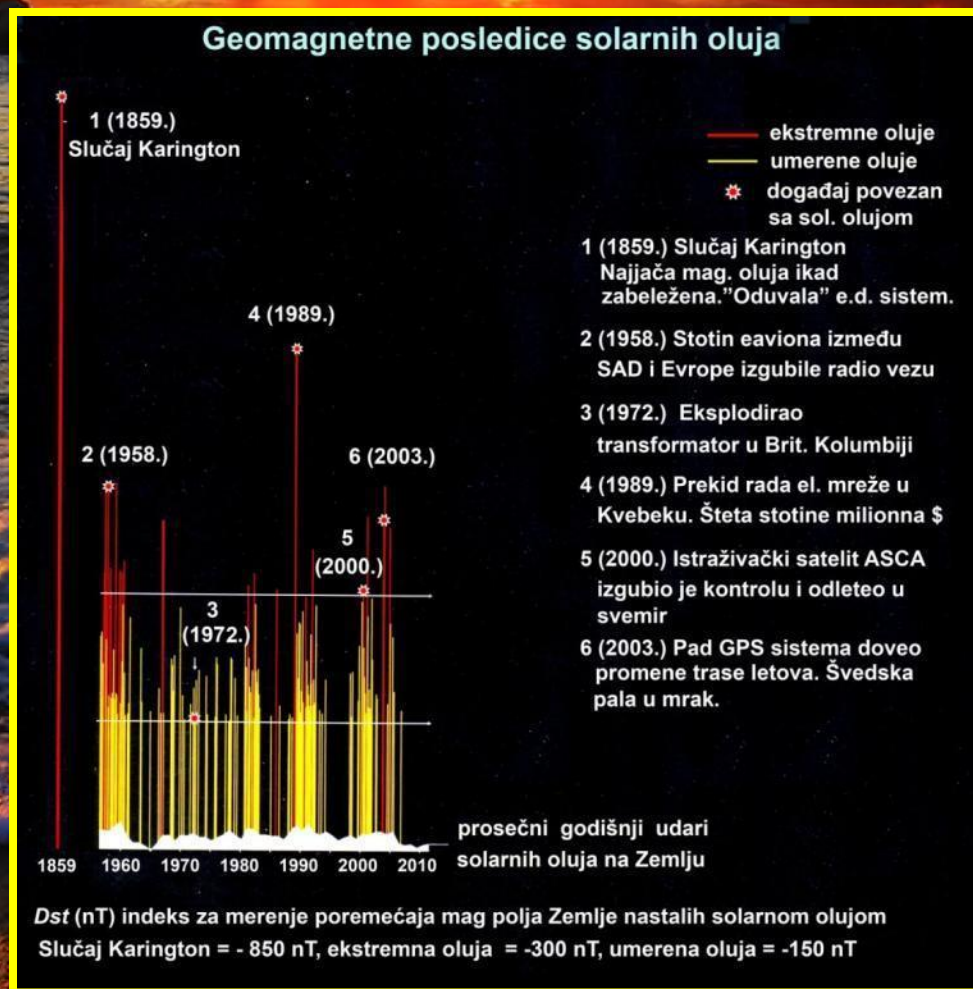 Geomagnetne posledice solarnih oluja
1 (1859.)
Slučaj Karington
ekstremne oluje
umerene oluje
događaj povezan
sa sol. olujom
1 (1859.) Slučaj Karington
Najjača mag. oluja ikad
zabeležena.”Oduvala” e.d. sistem.
2 (1958.) Stotin eaviona između
SAD i Evrope izgubile radio vezu
3 (1972.) Eksplodirao
transformator u Brit. Kolumbiji
4 (1989.) Prekid rada el. mreže u
Kvebeku. Šteta stotine milionna $
5 (2000.) Istraživački satelit ASCA
izgubio je kontrolu i odleteo u
svemir
6 (2003.) Pad GPS sistema doveo
promene trase letova. Švedska
pala u mrak.
4 (1989.)
2 (1958.)
6 (2003.)
5
(2000.)
3
(1972.)
prosečni godišnji udari
solarnih oluja na Zemlju
1859 1960 1970 1980 1990 2000 2010
Dst (nT) indeks za merenje poremećaja mag polja Zemlje nastalih solarnom olujom
Slučaj Karington = - 850 nT, ekstremna oluja = -300 nT, umerena oluja = -150 nT